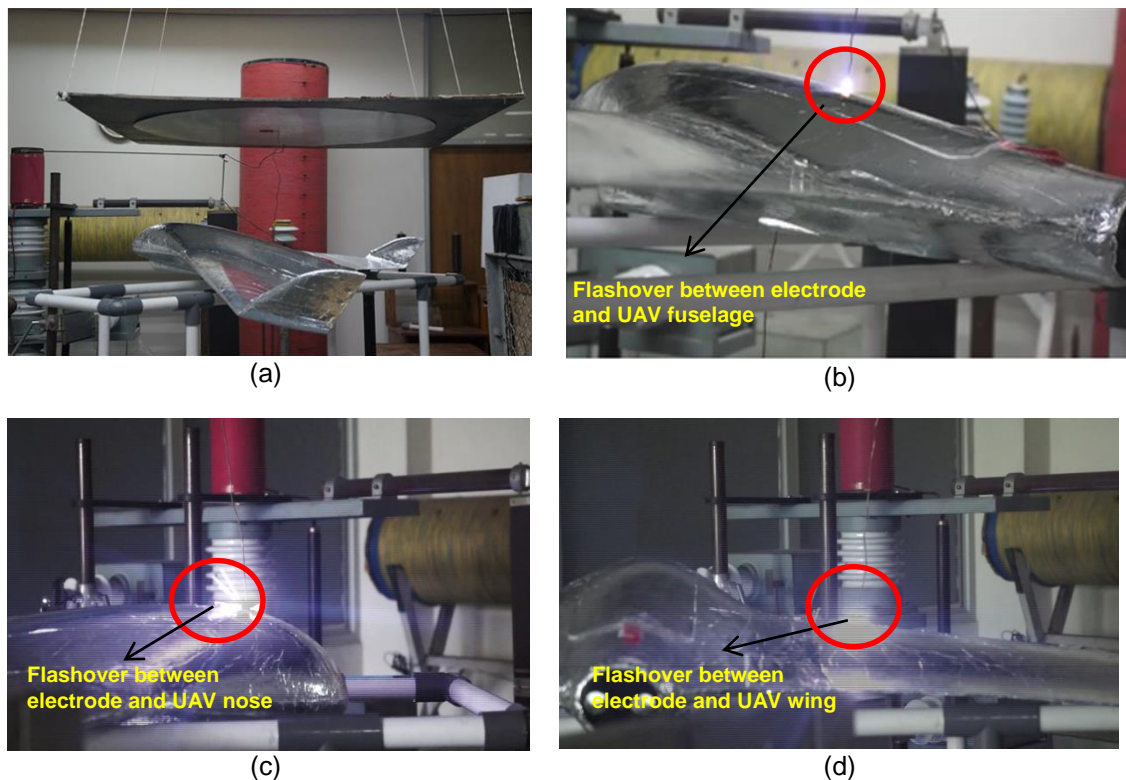 (a)
Flashover between electrode
and UAV fuselage
(b)
Flashover between
electrode and UAV nose
(c)
Flashover between
electrode and UAV wing
(d)